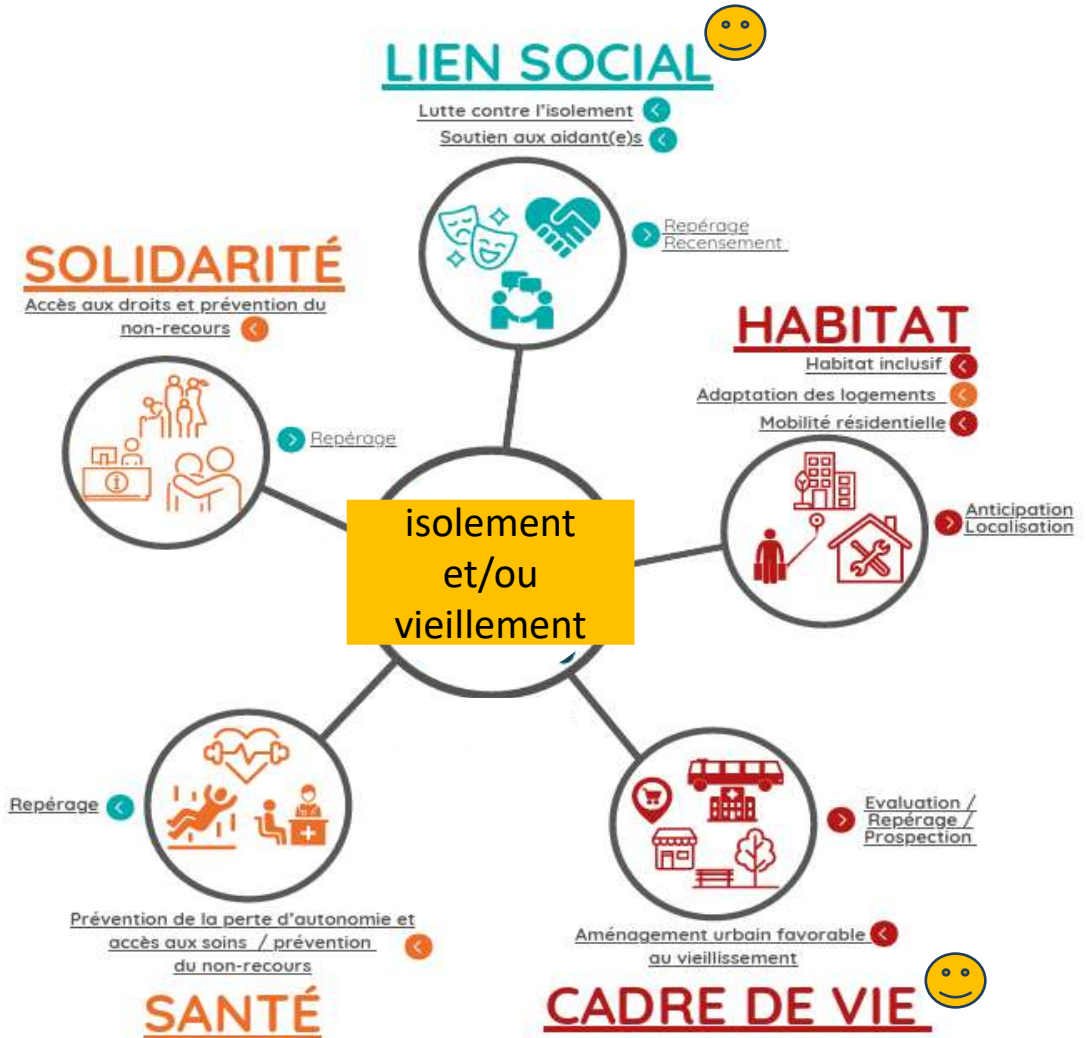 LIEN SOCIAL
Lutte contre l'isolement
Soutien aux aidant(e)s
Repérage
Recensement
SOLIDARITÉ
Accès aux droits et prévention du
non-recours
Repérage
HABITAT
Habitat inclusif
Adaptation des logements
Mobilité résidentielle
Anticipation
Localisation
isolement
et/ou
vieillement
Repérage
Prévention de la perte d'autonomie et
accès aux soins / prévention
du non-recours
SANTÉ
Evaluation /
Repérage /
Prospection
Aménagement urbain favorable
au vieillissement
CADRE DE VIE